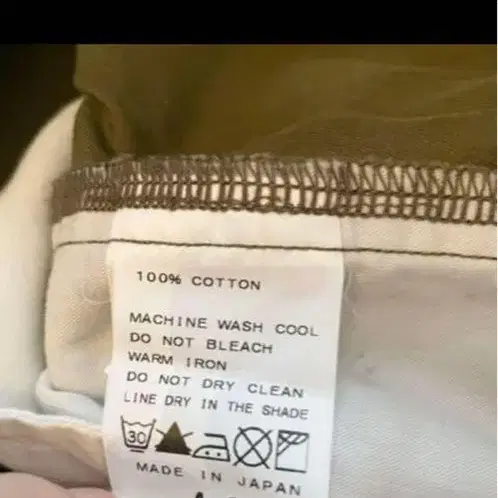 100% COTTON
MACHINE WASH COOL
DO NOT BLEACH
WARM IRON
DO NOT DRY CLEAN
LINE DRY IN THE SHADE
30
MADE IN JAPAN